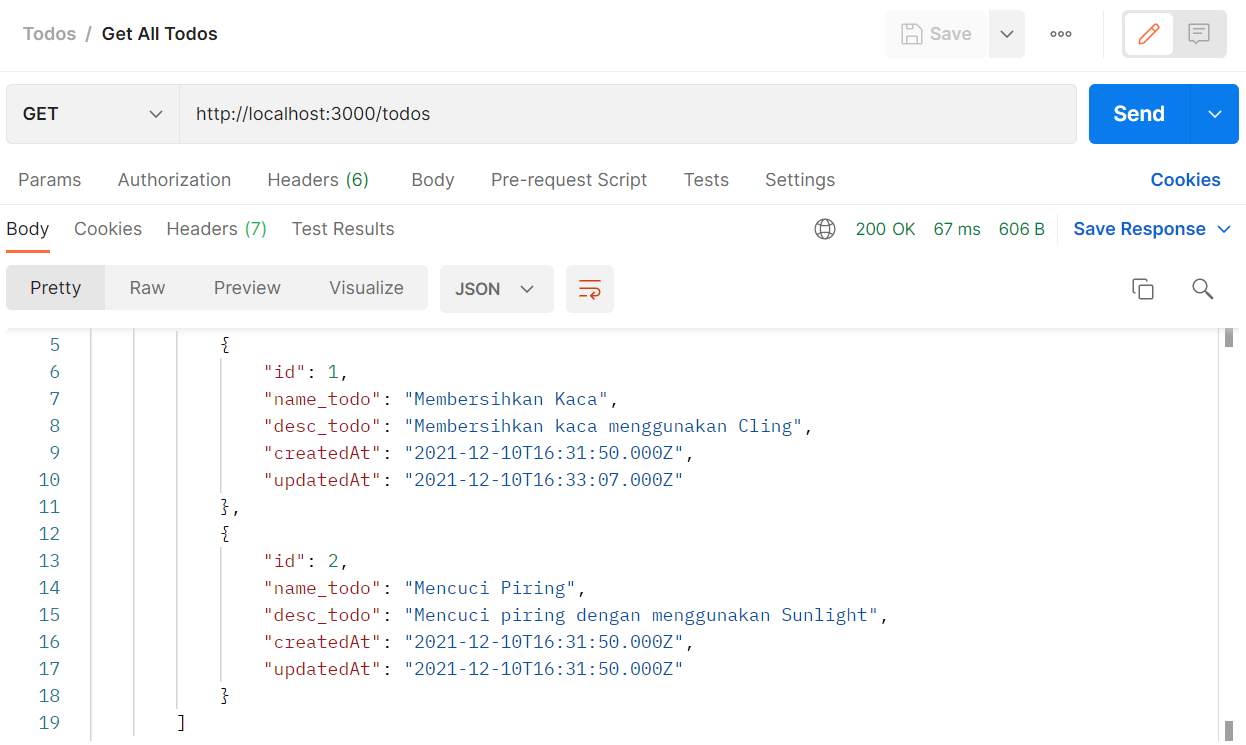 Todos / Get All Todos Save
GET http://localhost:3000/todos Send
Params Authorization Headers (6) Body Pre-request Script Tests Settings Cookies
Body Cookies Headers (7) Test Results 200 OK 67 ms 606 B Save Response
Pretty Raw Preview Visualize JSON
5 {
6 "id": 1,
7 "name_todo": "Membersihkan Kaca",
8 "desc_todo": "Membersihkan kaca menggunakan Cling",
9 "createdAt": "2021-12-10T16:31:50.000Z",
10 "updatedAt": "2021-12-10T16:33:07.000Z"
11 },
12 {
13 "id": 2,
14 "name_todo": "Mencuci Piring",
15 "desc_todo": "Mencuci piring dengan menggunakan Sunlight",
16 "createdAt": "2021-12-10T16:31:50.000Z",
17 "updatedAt": "2021-12-10T16:31:50.000Z"
18 }
19 ]